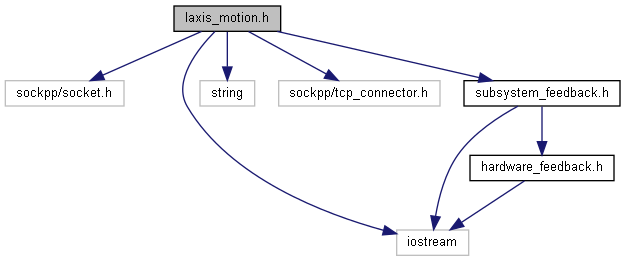 laxis_motion.h
sockpp/socket.h
string
sockpp/tcp_connector.h
subsystem_feedback.h
hardware_feedback.h
iostream